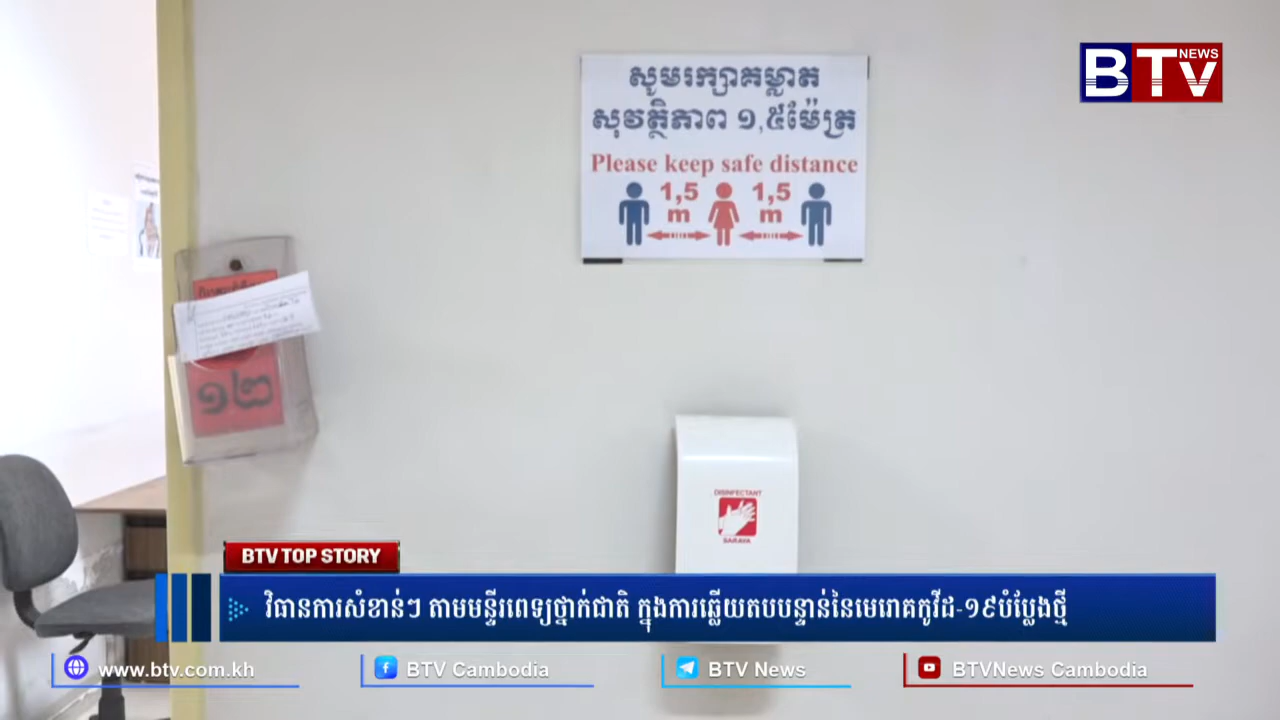 សូមរក្សាគម្លាត
សុវត្ថិភាព ១,៥ម៉ែត្រ
Please keep safe distance
1,5 m
1,5 m
BTV NEWS
១២
DISINFECTANT
SARAYA
BTV TOP STORY
វិធានការសំខាន់ៗ តាមមន្ទីរពេទ្យថ្នាក់ជាតិ ក្នុងការឆ្លើយតបបន្ទាន់នៃមេរោគកូវីដ-១៩បំប្លែងថ្មី
www.btv.com.kh
BTV Cambodia
BTV News
BTVNews Cambodia